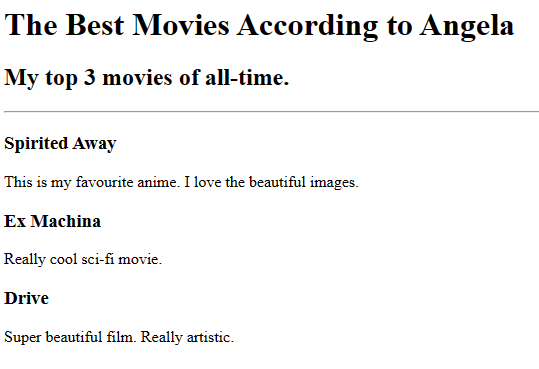 The Best Movies According to Angela
My top 3 movies of all-time.
Spirited Away
This is my favourite anime. I love the beautiful images.
Ex Machina
Really cool sci-fi movie.
Drive
Super beautiful film. Really artistic.